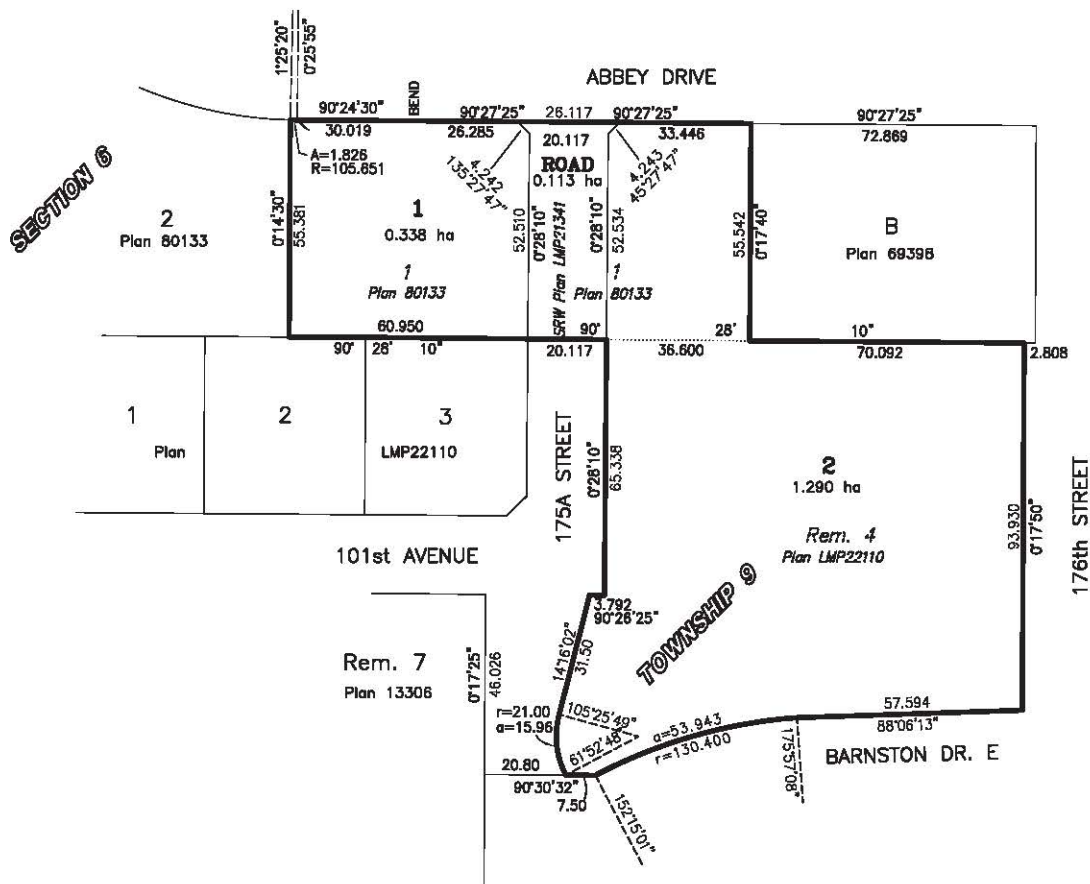 1°25'20"
0°25'55"
ABBEY DRIVE
90°24'30"
BEND
90°27'25"
26.117
90°27'25"
90°27'25"
30.019
26.285
20.117
33.446
72.869
A=1.826
R=105.651
4.242
135°27'47"
ROAD
0.113 ha
4.243
45°27'47"
SECTION 6
2
Plan 80133
0°14'30"
55.381
1
0.338 ha
1
Plan 80133
52.510
0°28'10"
SRW Plan LMP21341
0°28'10"
52.534
1
Plan 80133
55.542
0°17'40"
B
Plan 69398
60.950
90°
28'
10"
90° 28' 10"
20.117
36.600
70.092
2.808
1
Plan
2
3
LMP22110
175A STREET
0°28'10"
65.338
2
1.290 ha
Rem. 4
Plan LMP22110
93.930
0°17'50"
176th STREET
101st AVENUE
3.792
90°26'25"
TOWNSHIP 9
Rem. 7
Plan 13306
0°17'25"
46.026
14°16'02"
31.50
r=21.00
a=15.96
105°25'49"
61°52'48"
a=53.943
r=130.400
57.594
88°06'13"
175°57'08"
BARNSTON DR. E
20.80
90°30'32"
7.50
152°15'01"